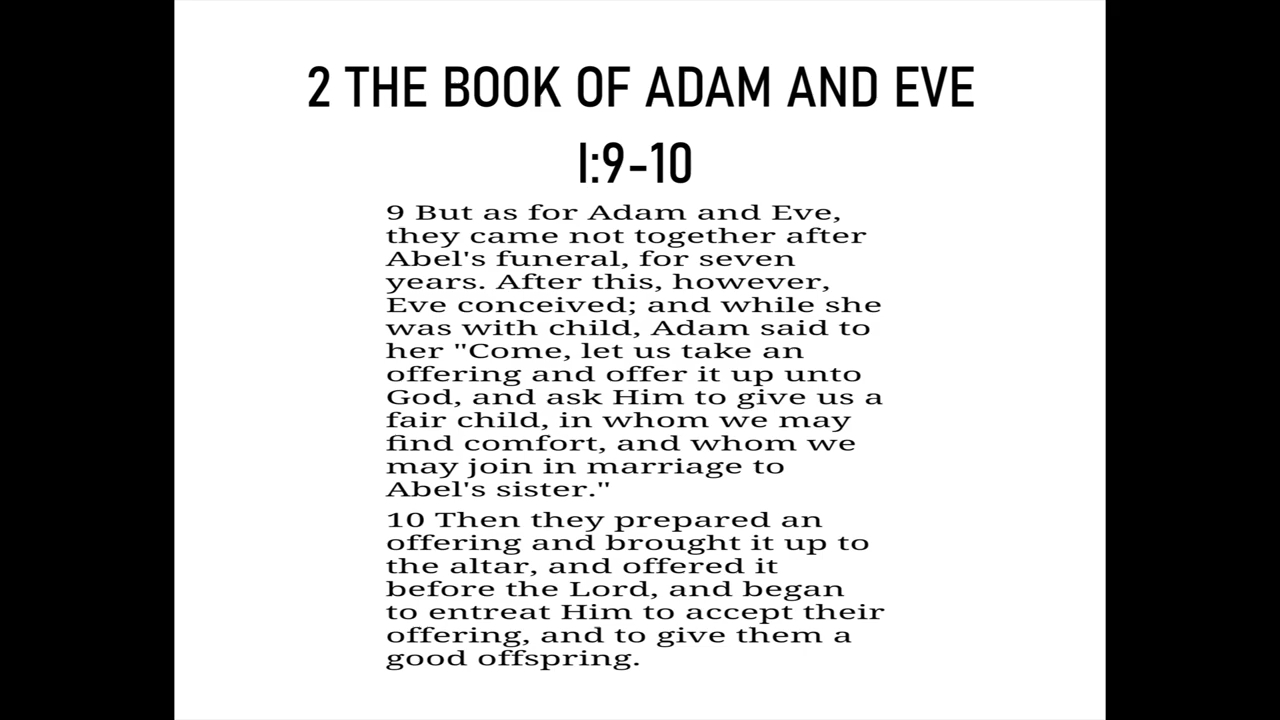 2 THE BOOK OF ADAM AND EVE
I:9-10
9 But as for Adam and Eve,
they came not together after
Abel's funeral, for seven
years. After this, however,
Eve conceived; and while she
was with child, Adam said to
her "Come, let us take an
offering and offer it up unto
God, and ask Him to give us a
fair child, in whom we may
find comfort, and whom we
may join in marriage to
Abel's sister."
10 Then they prepared an
offering and brought it up to
the altar, and offered it
before the Lord, and began
to entreat Him to accept their
offering, and to give them a
good offspring.